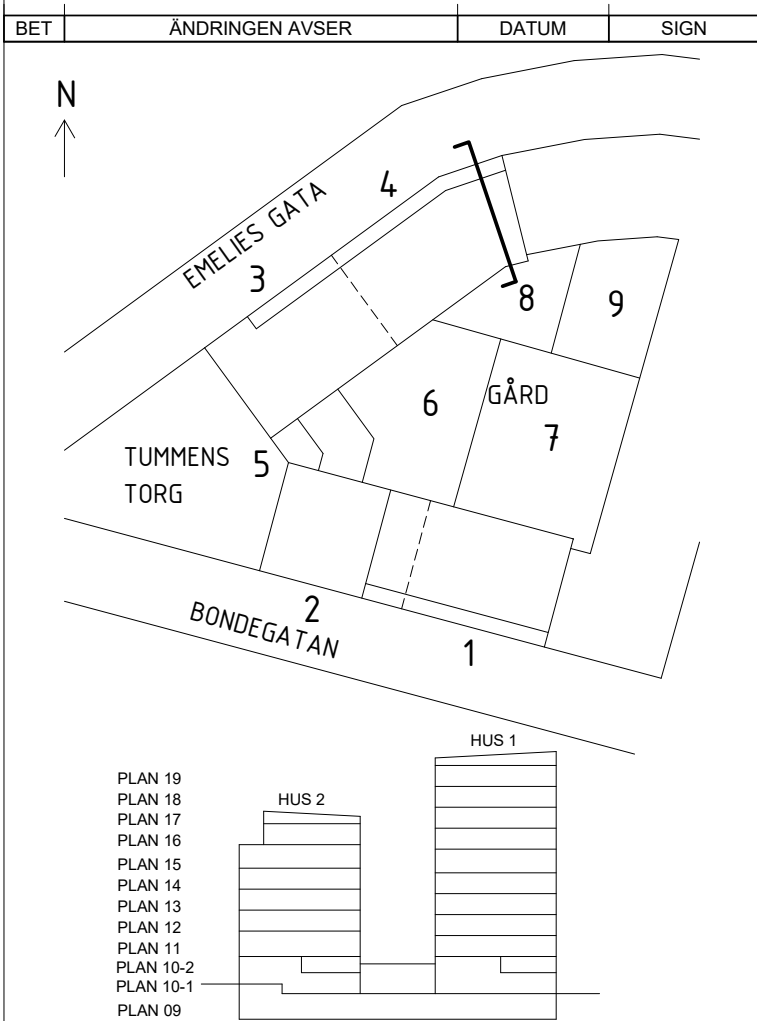 BET ÄNDRINGEN AVSER DATUM SIGN
N
4
EMELIES GATA
3
8
9
6
GÅRD
7
TUMMENS
TORG
5
2
BONDEGATAN
1
HUS 1
PLAN 19
PLAN 18
HUS 2
PLAN 17
PLAN 16
PLAN 15
PLAN 14
PLAN 13
PLAN 12
PLAN 11
PLAN 10-2
PLAN 10-1
PLAN 09